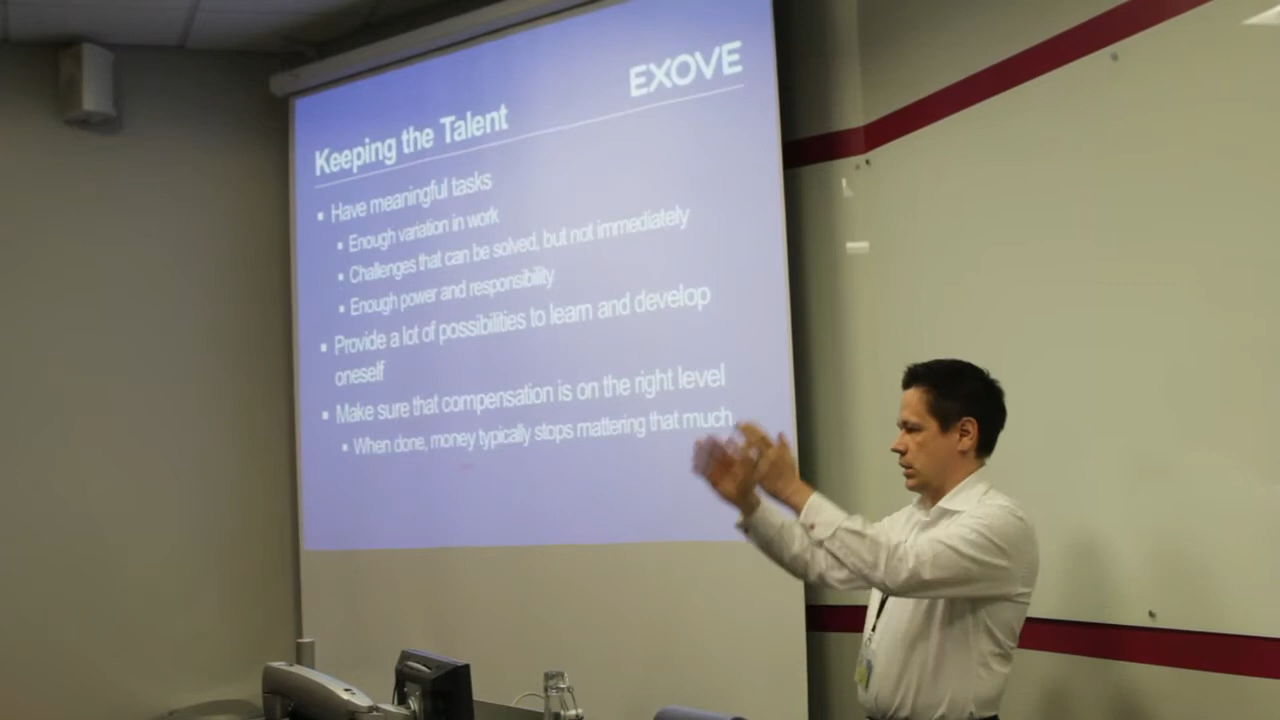 EXOVE
Keeping the Talent
▪ Have meaningful tasks
▪ Enough variation in work
▪ Challenges that can be solved, but not immediately
▪ Enough power and responsibility
▪ Provide a lot of possibilities to learn and develop
oneself
▪ Make sure that compensation is on the right level
▪ When done, money typically stops mattering that much